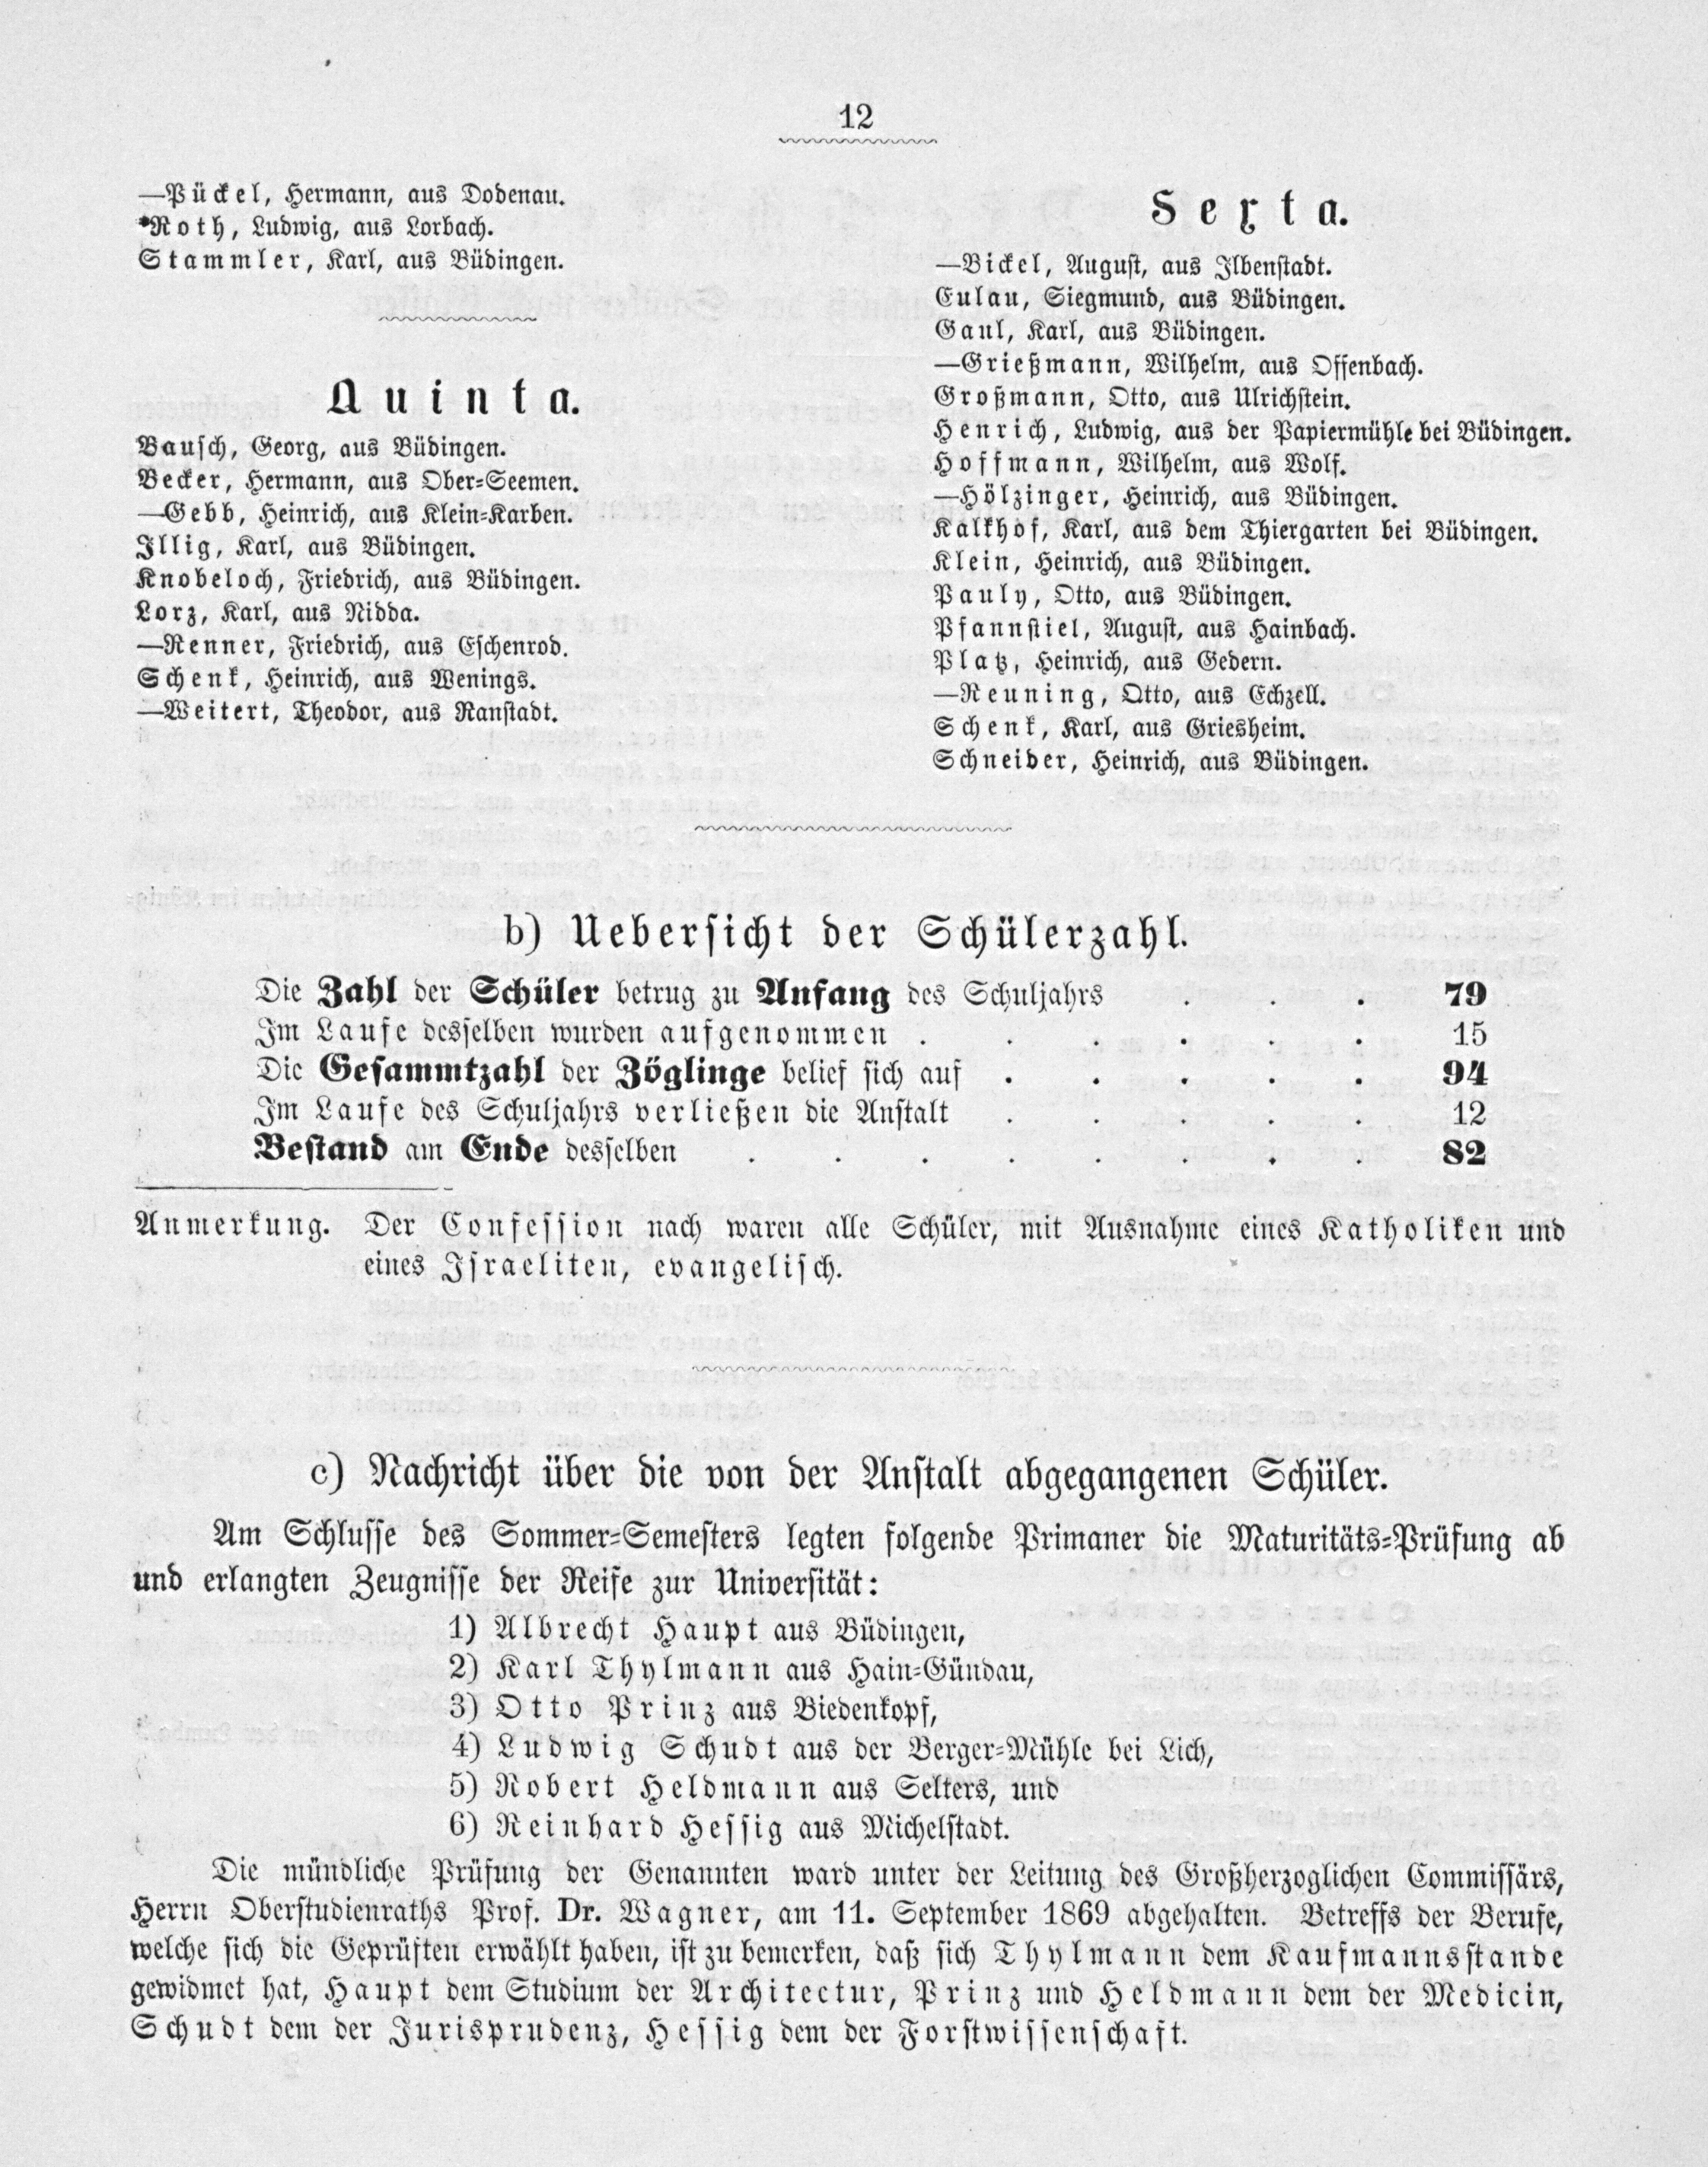 12
—Pückel, Hermann, aus Dodenau.
*Roth, Ludwig, aus Lorbach.
Stammler, Karl, aus Büdingen.
Quinta.
Bausch, Georg, aus Büdingen.
Becker, Hermann, aus Ober-Seemen.
—Gebb, Heinrich, aus Klein-Karben.
Illig, Karl, aus Büdingen.
Knobeloch, Friedrich, aus Büdingen.
Lorz, Karl, aus Nidda.
—Renner, Friedrich, aus Eschenrod.
Schenk, Heinrich, aus Wenings.
—Weitert, Theodor, aus Ranstadt.
Sexta.
—Bickel, August, aus Ilbenstadt.
Eulau, Siegmund, aus Büdingen.
Gaul, Karl, aus Büdingen.
—Grießmann, Wilhelm, aus Offenbach.
Großmann, Otto, aus Ulrichstein.
Henrich, Ludwig, aus der Papiermühle bei Büdingen.
Hoffmann, Wilhelm, aus Wolf.
—Hölzinger, Heinrich, aus Büdingen.
Kalkhof, Karl, aus dem Thiergarten bei Büdingen.
Klein, Heinrich, aus Büdingen.
Pauly, Otto, aus Büdingen.
Pfannstiel, August, aus Hainbach.
Platz, Heinrich, aus Gedern.
—Reuning, Otto, aus Echzell.
Schenk, Karl, aus Griesheim.
Schneider, Heinrich, aus Büdingen.
b) Uebersicht der Schülerzahl.
Die Zahl der Schüler betrug zu Anfang des Schuljahrs . . . 79
Im Laufe desselben wurden aufgenommen . . . . . . 15
Die Gesammtzahl der Zöglinge belief sich auf . . . . . 94
Im Laufe des Schuljahrs verließen die Anstalt . . . . . 12
Bestand am Ende desselben . . . . . . . . 82
Anmerkung. Der Confession nach waren alle Schüler, mit Ausnahme eines Katholiken und
eines Israeliten, evangelisch.
c) Nachricht über die von der Anstalt abgegangenen Schüler.
Am Schlusse des Sommer-Semesters legten folgende Primaner die Maturitäts-Prüfung ab
und erlangten Zeugnisse der Reife zur Universität:
1) Albrecht Haupt aus Büdingen,
2) Karl Thylmann aus Hain-Gündau,
3) Otto Prinz aus Biedenkopf,
4) Ludwig Schudt aus der Berger-Mühle bei Lich,
5) Robert Heldmann aus Selters, und
6) Reinhard Hessig aus Michelstadt.
Die mündliche Prüfung der Genannten ward unter der Leitung des Großherzoglichen Commissärs,
Herrn Oberstudienraths Prof. Dr. Wagner, am 11. September 1869 abgehalten. Betreffs der Berufe,
welche sich die Geprüften erwählt haben, ist zu bemerken, daß sich Thylmann dem Kaufmannsstande
gewidmet hat, Haupt dem Studium der Architectur, Prinz und Heldmann dem der Medicin,
Schudt dem der Jurisprudenz, Hessig dem der Forstwissenschaft.